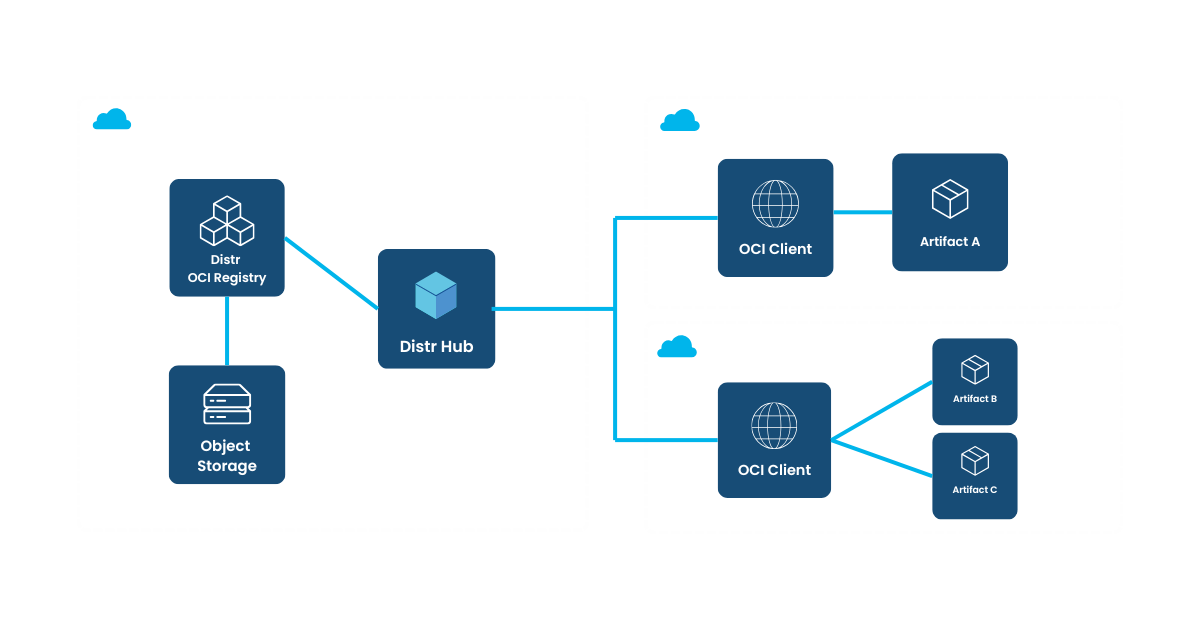 Distr
OCI Registry
Object
Storage
Distr Hub
OCI Client
Artifact A
OCI Client
Artifact B
Artifact C